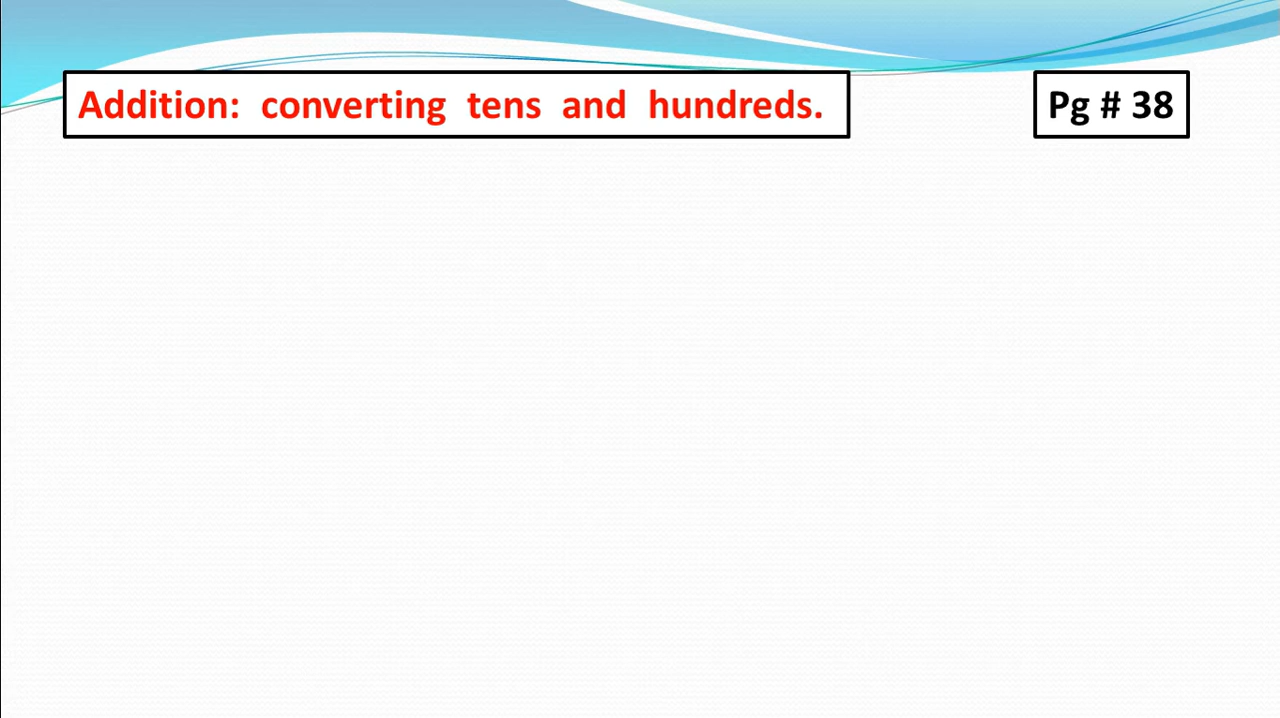 Addition: converting tens and hundreds.
Pg # 38